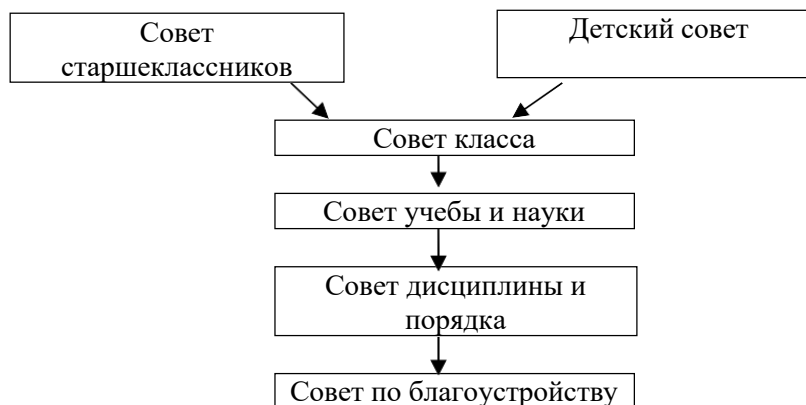 Совет
старшеклассников
Детский совет
Совет класса
Совет учебы и науки
Совет дисциплины и
порядка
Совет по благоустройству